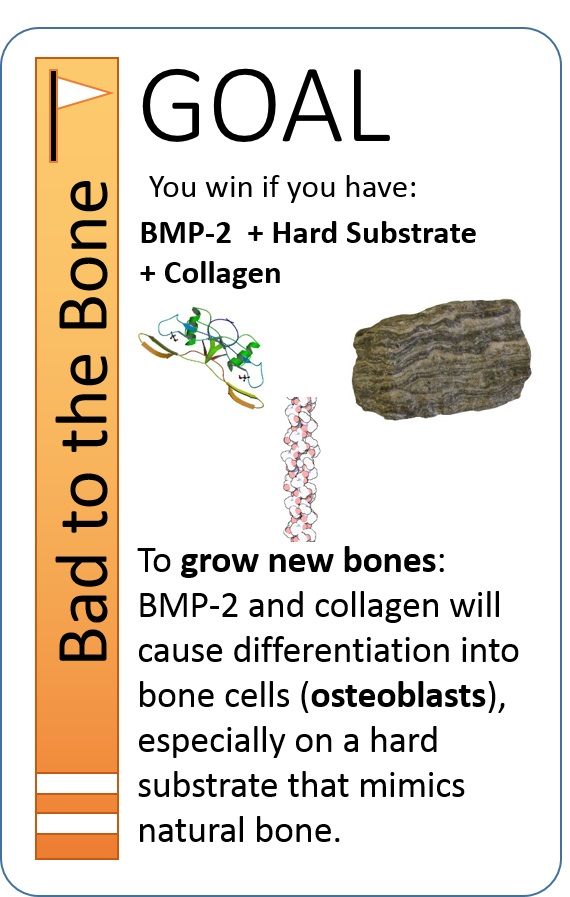 Bad to the Bone
GOAL
You win if you have:
BMP-2 + Hard Substrate
+ Collagen
To grow new bones:
BMP-2 and collagen will
cause differentiation into
bone cells (osteoblasts),
especially on a hard
substrate that mimics
natural bone.